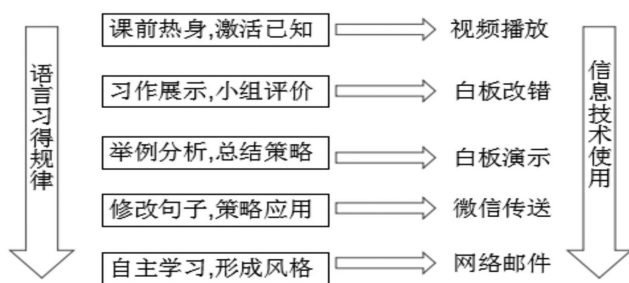 语言习得规律
课前热身,激活已知
视频播放
习作展示,小组评价
白板改错
举例分析,总结策略
白板演示
修改句子,策略应用
微信传送
自主学习,形成风格
网络邮件
信息技术使用